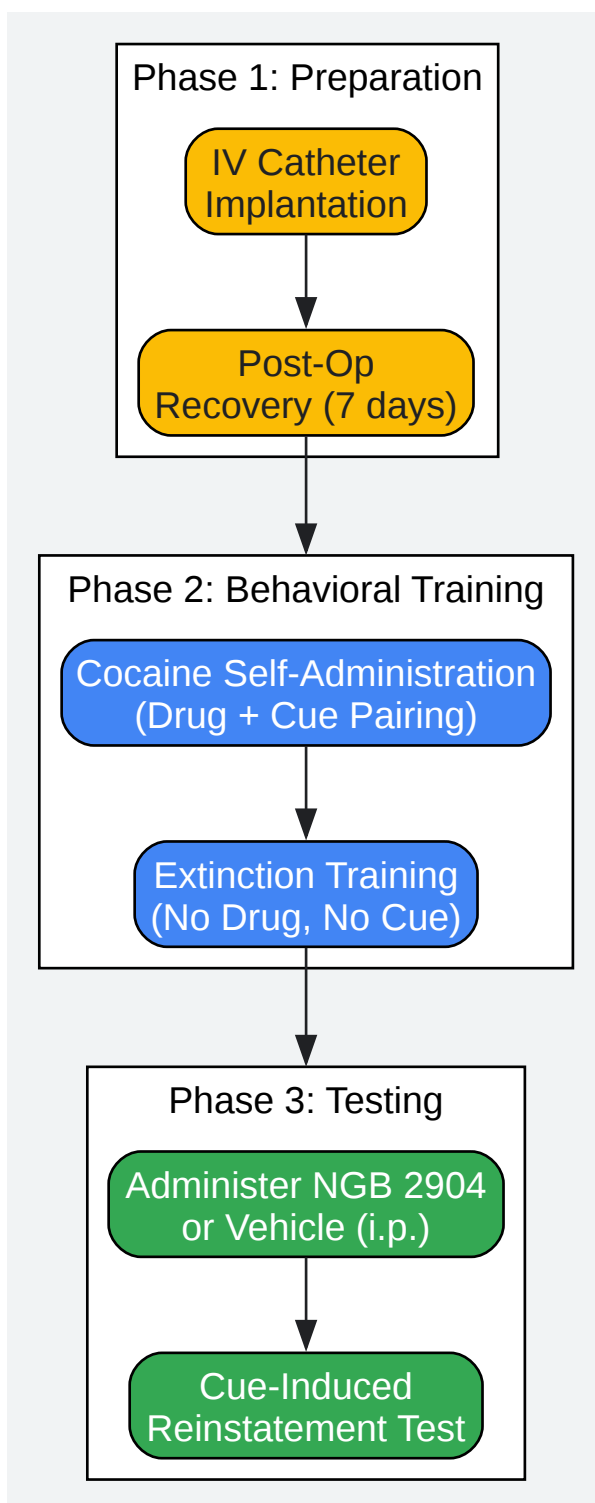 Phase 1: Preparation
IV Catheter
Implantation
Post-Op
Recovery (7 days)
Phase 2: Behavioral Training
Cocaine Self-Administration
(Drug + Cue Pairing)
Extinction Training
(No Drug, No Cue)
Phase 3: Testing
Administer NGB 2904
or Vehicle (i.p.)
Cue-Induced
Reinstatement Test